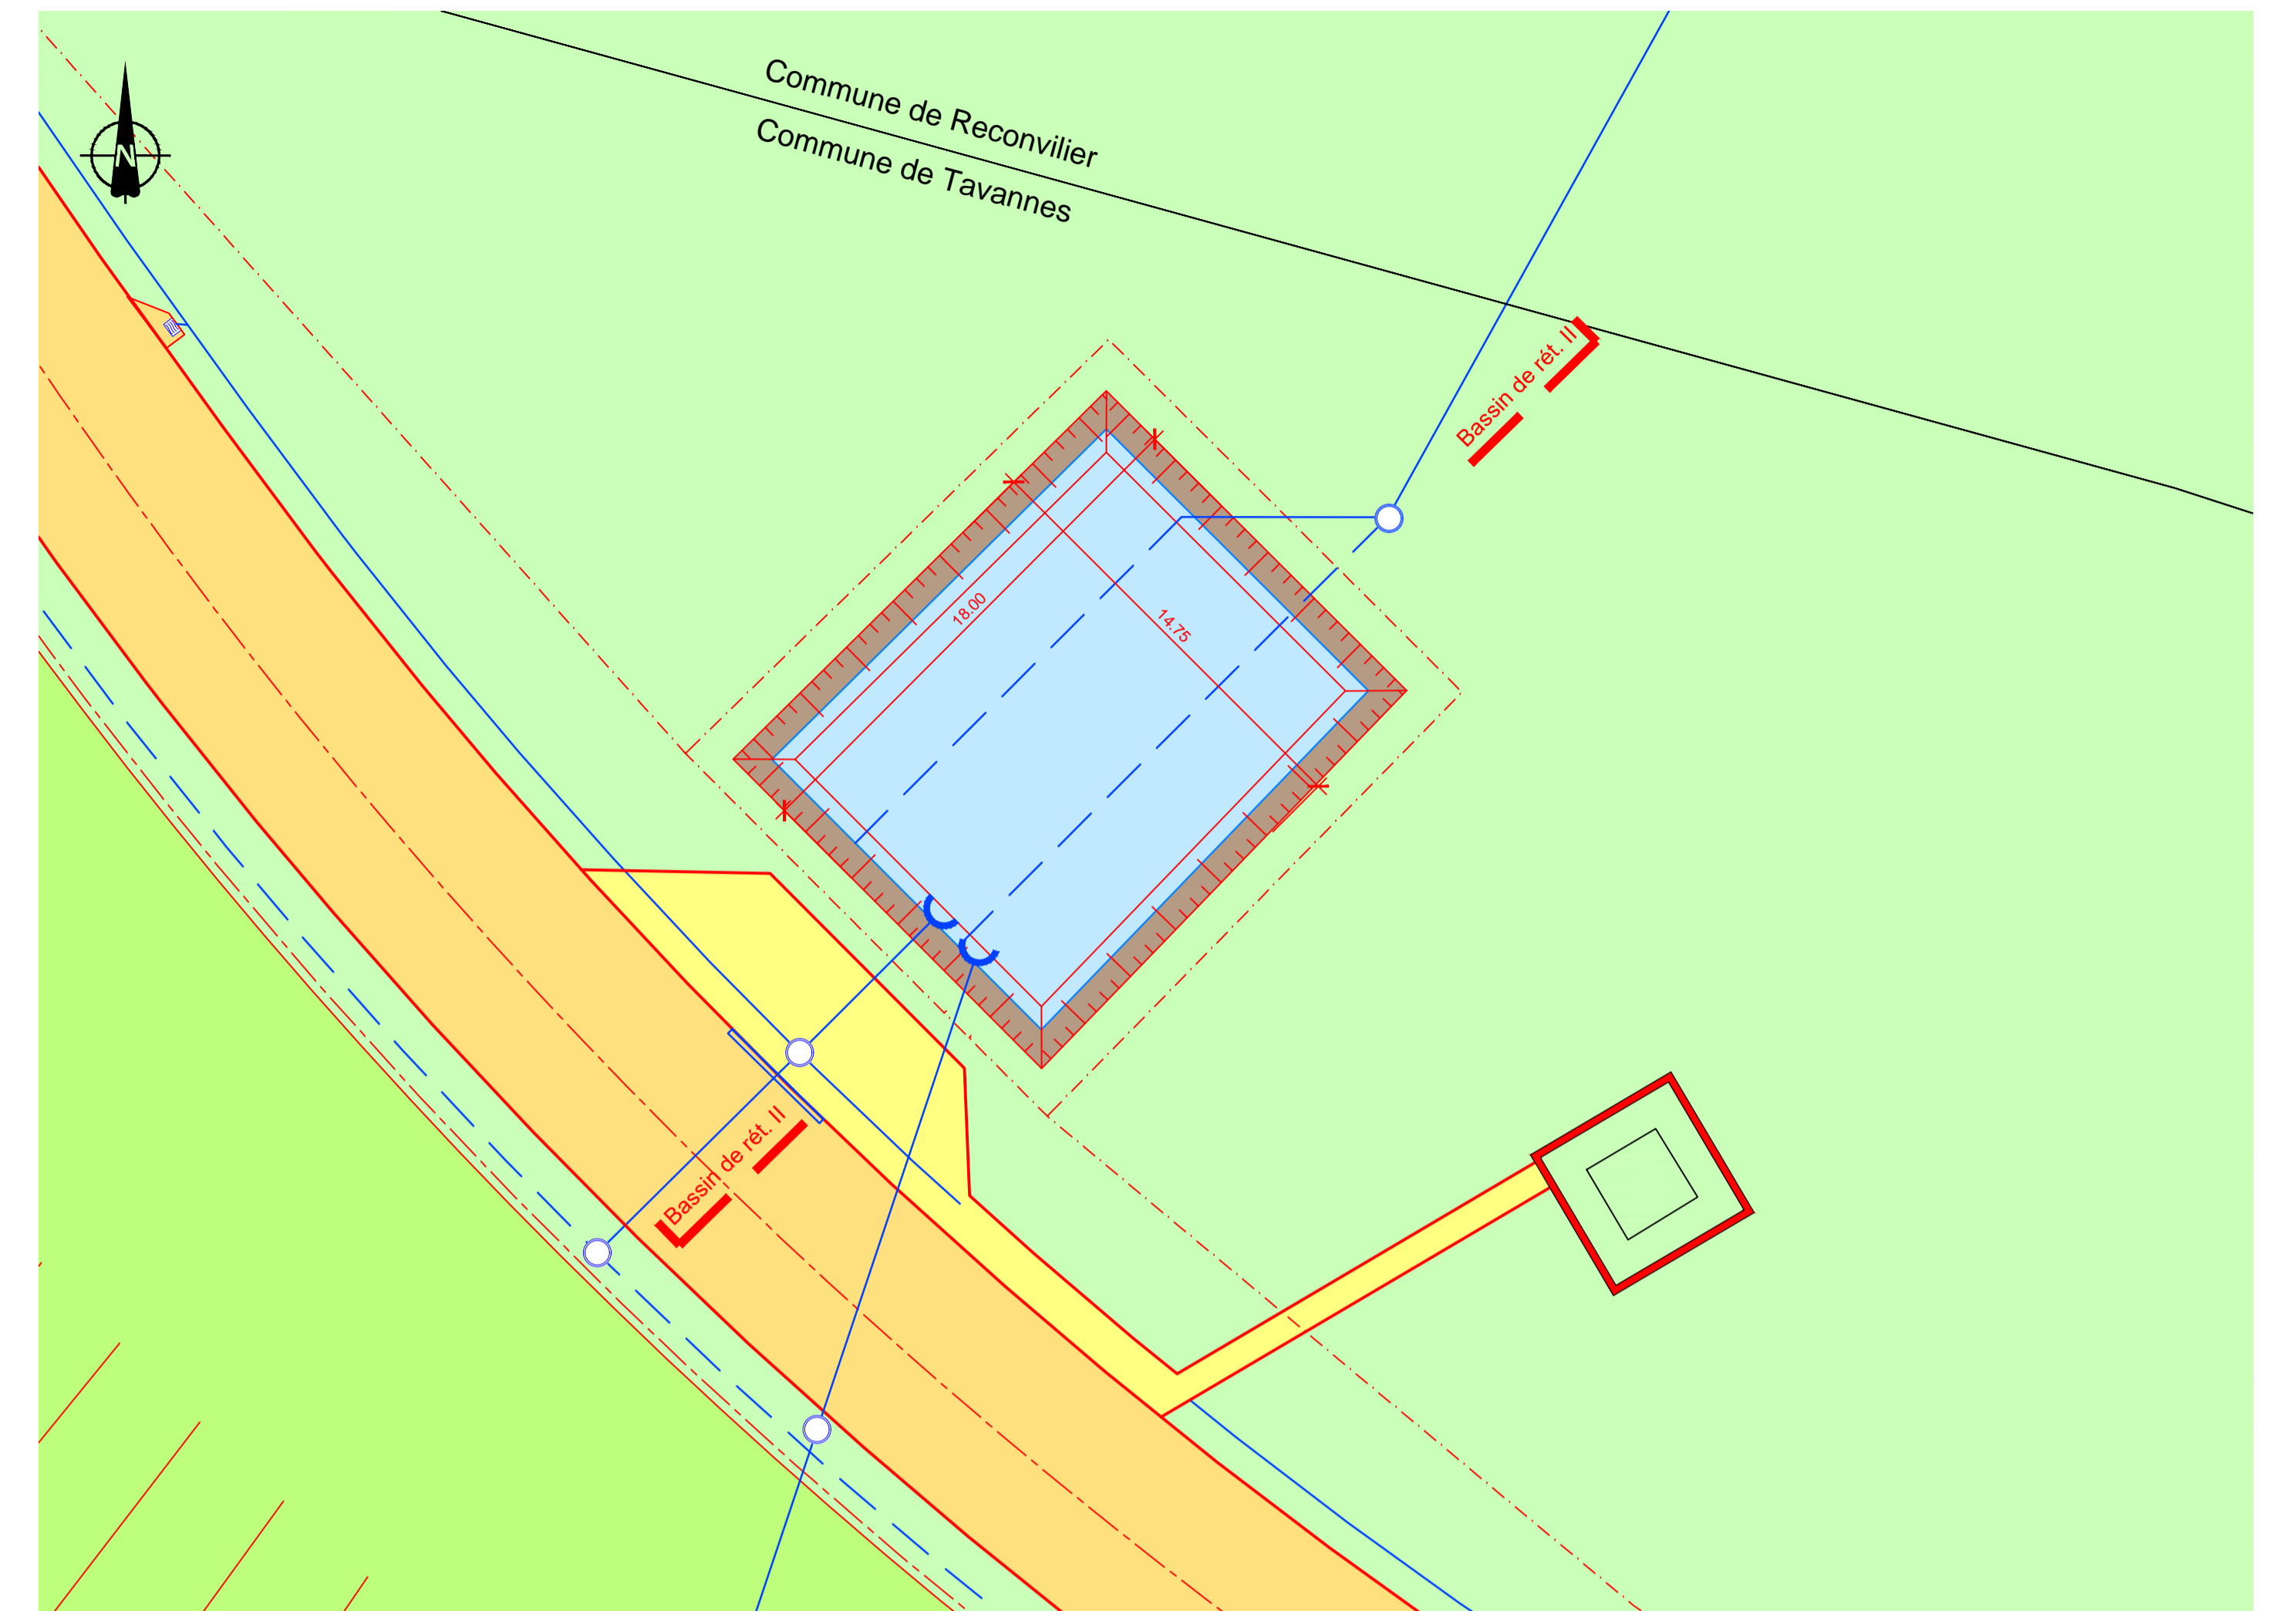 Commune de Reconvilier
Commune de Tavannes
N
Bassin de rét. II
18.00
14.75
Bassin de rét. II